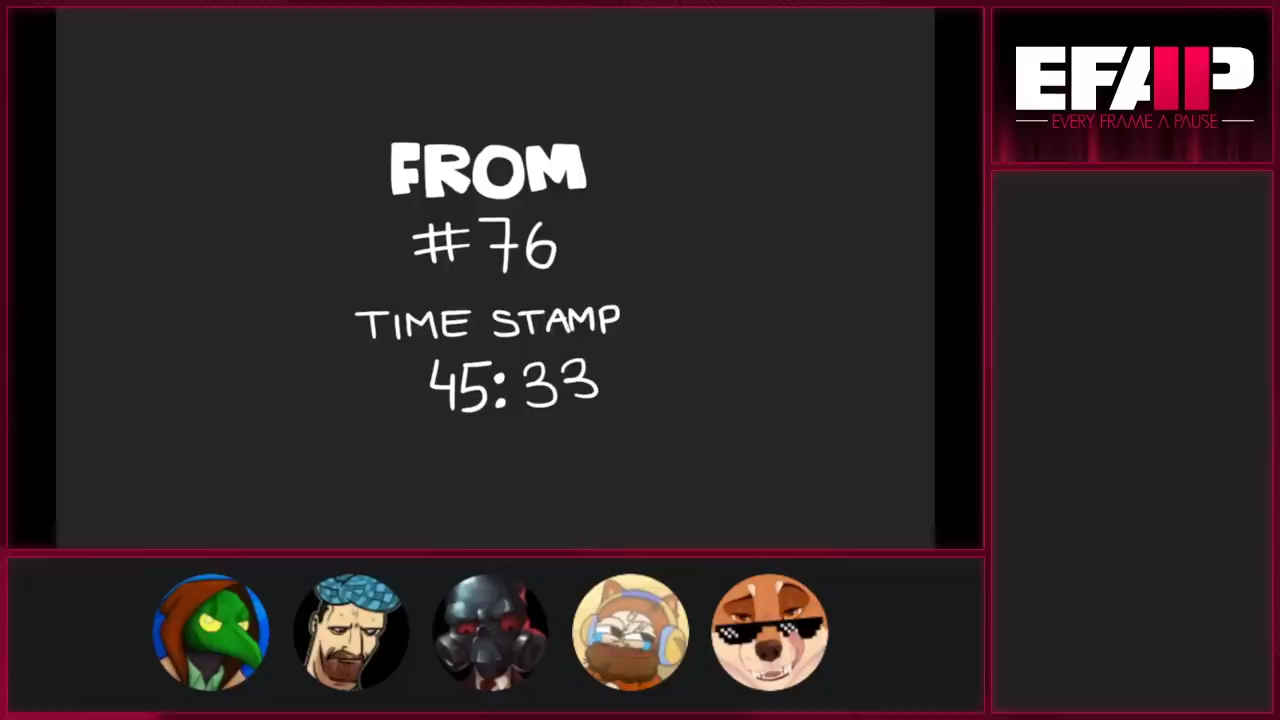 FROM
#76
TIME STAMP
45:33
EFAP
EVERY FRAME A PAUSE